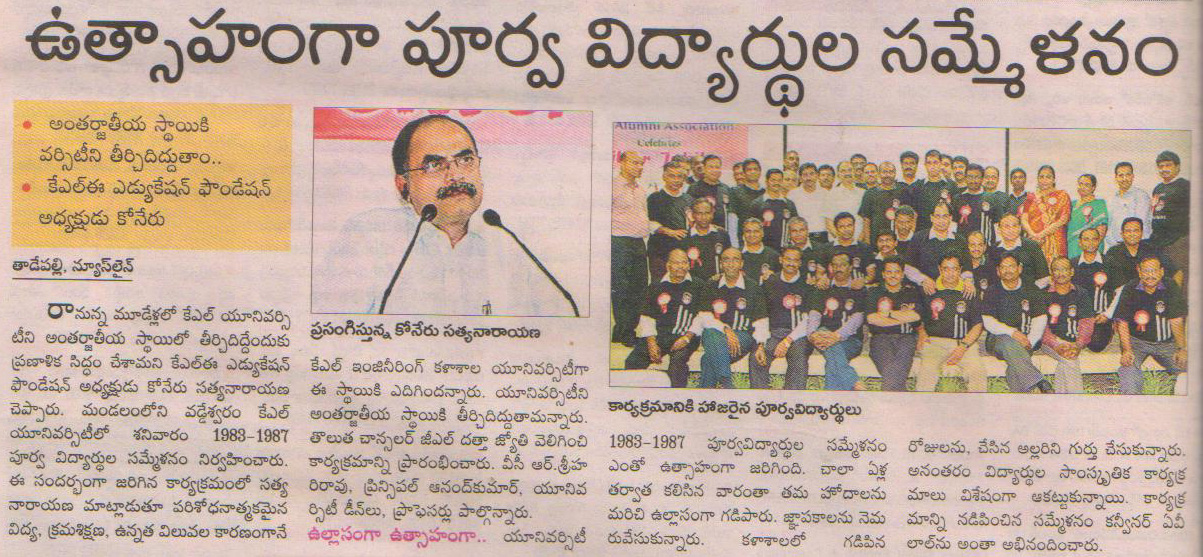 ఉత్సాహంగా పూర్వ విద్యార్థుల సమ్మేళనం
• అంతర్జాతీయ స్థాయికి
వర్సిటీని తీర్చిదిద్దుతాం..
• కేఎల్ఈ ఎడ్యుకేషన్ ఫౌండేషన్
అధ్యక్షుడు కోనేరు
తాడేపల్లి, న్యూస్‌లైన్
రానున్న మూడేళ్లలో కేఎల్ యూనివర్సి
టీని అంతర్జాతీయ స్థాయిలో తీర్చిదిద్దేందుకు
ప్రణాళిక సిద్ధం చేశామని కేఎల్ఈ ఎడ్యుకేషన్
ఫౌండేషన్ అధ్యక్షుడు కోనేరు సత్యనారాయణ
చెప్పారు. మండలంలోని వడ్డేశ్వరం కేఎల్
యూనివర్సిటీలో శనివారం 1983-1987
పూర్వ విద్యార్థుల సమ్మేళనం నిర్వహించారు.
ఈ సందర్భంగా జరిగిన కార్యక్రమంలో సత్య
నారాయణ మాట్లాడుతూ పరిశోధనాత్మకమైన
విద్య, క్రమశిక్షణ, ఉన్నత విలువల కారణంగానే
ప్రసంగిస్తున్న కోనేరు సత్యనారాయణ
కేఎల్ ఇంజినీరింగ్ కళాశాల యూనివర్సిటీగా
ఈ స్థాయికి ఎదిగిందన్నారు. యూనివర్సిటీని
అంతర్జాతీయ స్థాయికి తీర్చిదిద్దుతామన్నారు.
తొలుత చాన్సలర్ జీఎల్ దత్తా జ్యోతి వెలిగించి
కార్యక్రమాన్ని ప్రారంభించారు. వీసీ ఆర్.శ్రీహ
రిరావు, ప్రిన్సిపల్ ఆనంద్‌కుమార్, యూనివ
ర్సిటీ డీన్‌లు, ప్రొఫెసర్లు పాల్గొన్నారు.
ఉల్లాసంగా ఉత్సాహంగా.. యూనివర్సిటీ
Alumni Association
Celebrates
కార్యక్రమానికి హాజరైన పూర్వవిద్యార్థులు
1983-1987 పూర్వవిద్యార్థుల సమ్మేళనం
ఎంతో ఉత్సాహంగా జరిగింది. చాలా ఏళ్ల
తర్వాత కలిసిన వారంతా తమ హోదాలను
మరిచి ఉల్లాసంగా గడిపారు. జ్ఞాపకాలను నెమ
రువేసుకున్నారు. కళాశాలలో గడిపిన
రోజులను, చేసిన అల్లరిని గుర్తు చేసుకున్నారు.
అనంతరం విద్యార్థుల సాంస్కృతిక కార్యక్ర
మాలు విశేషంగా ఆకట్టుకున్నాయి. కార్యక్ర
మాన్ని నడిపించిన సమ్మేళనం కన్వీనర్ ఏవీ
లాల్‌ను అంతా అభినందించారు.